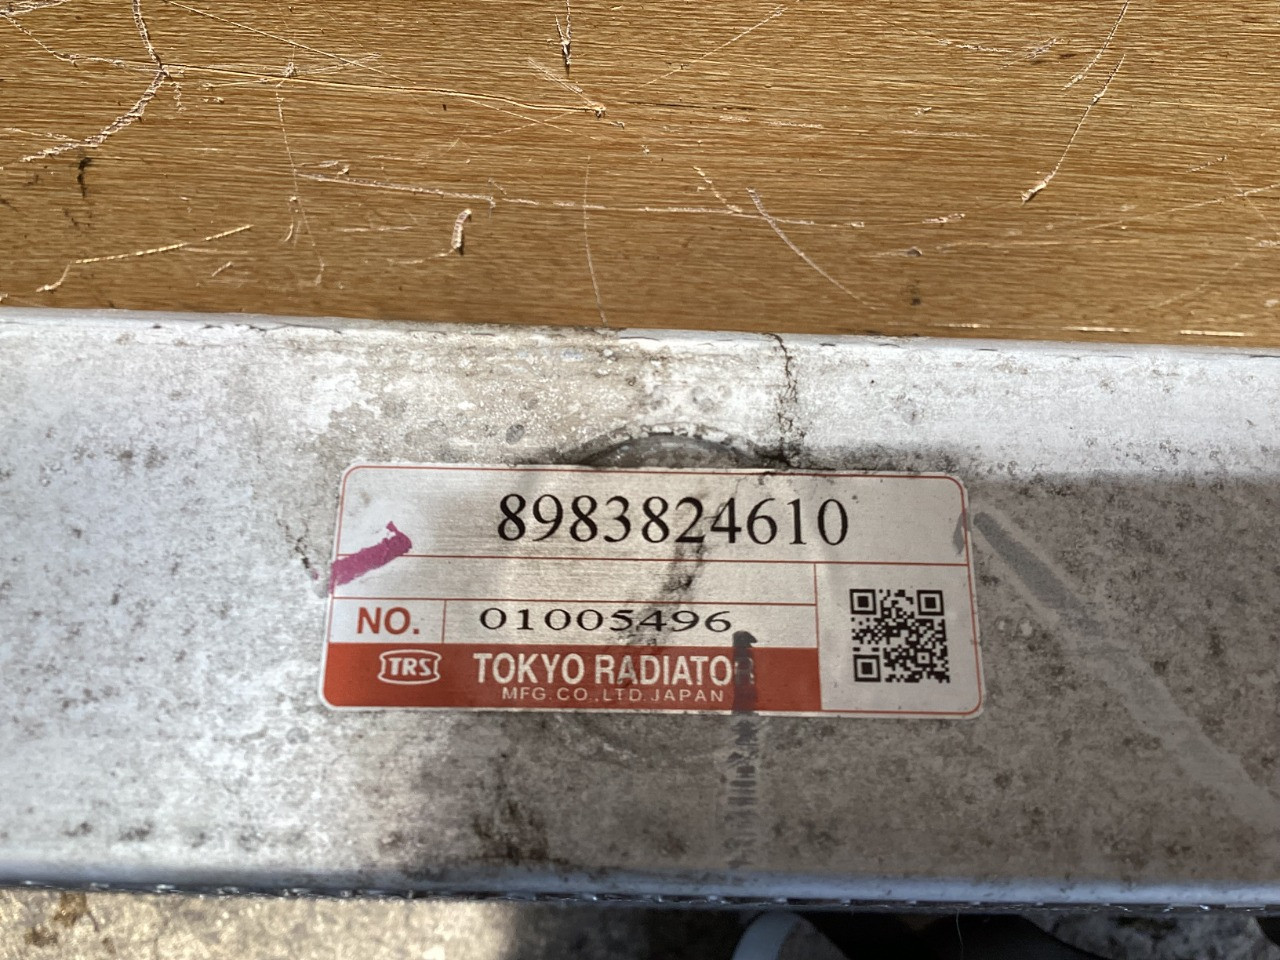 8983824610
NO. 01005496
TRS TOKYO RADIATOR
MFG.CO.,LTD.JAPAN